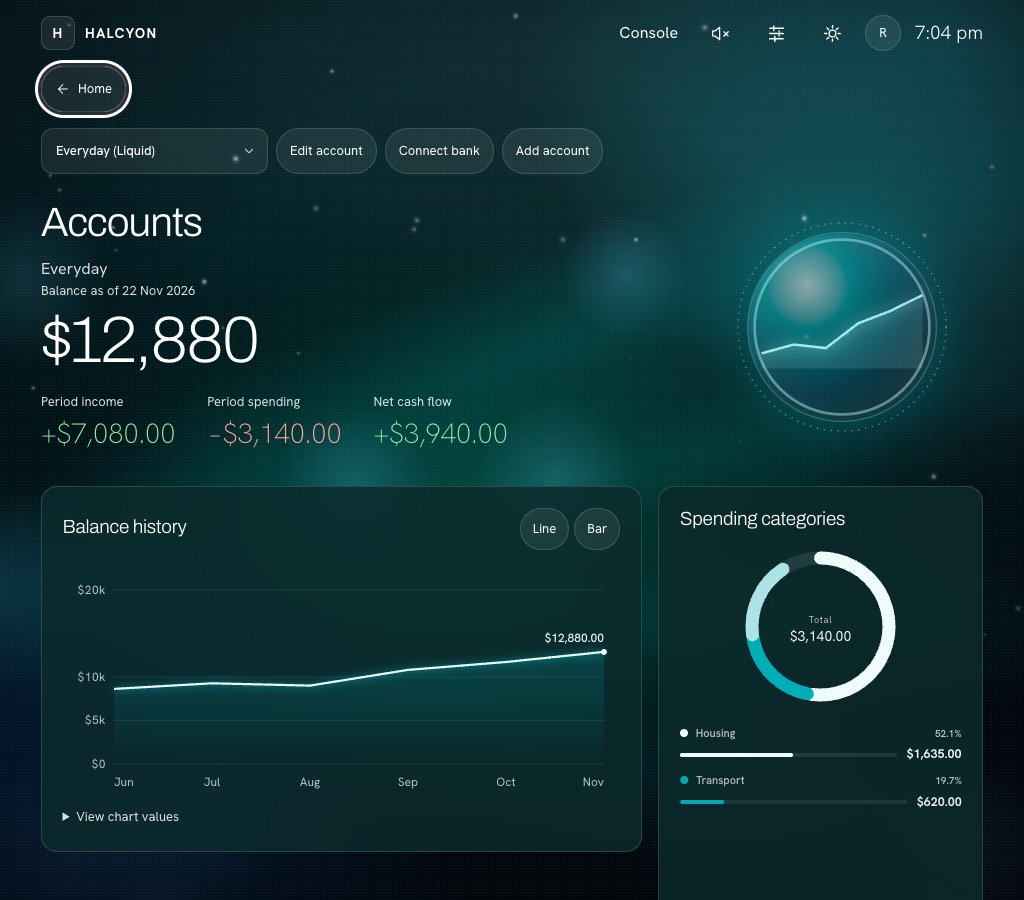 H HALCYON
Console R 7:04 pm
← Home
Everyday (Liquid) Edit account Connect bank Add account
Accounts
Everyday
Balance as of 22 Nov 2026
$12,880
Period income Period spending Net cash flow
+$7,080.00 −$3,140.00 +$3,940.00
Balance history
Line Bar
$20k
$12,880.00
$10k
$5k
$0
Jun Jul Aug Sep Oct Nov
View chart values
Spending categories
Total
$3,140.00
Housing 52.1%
$1,635.00
Transport 19.7%
$620.00